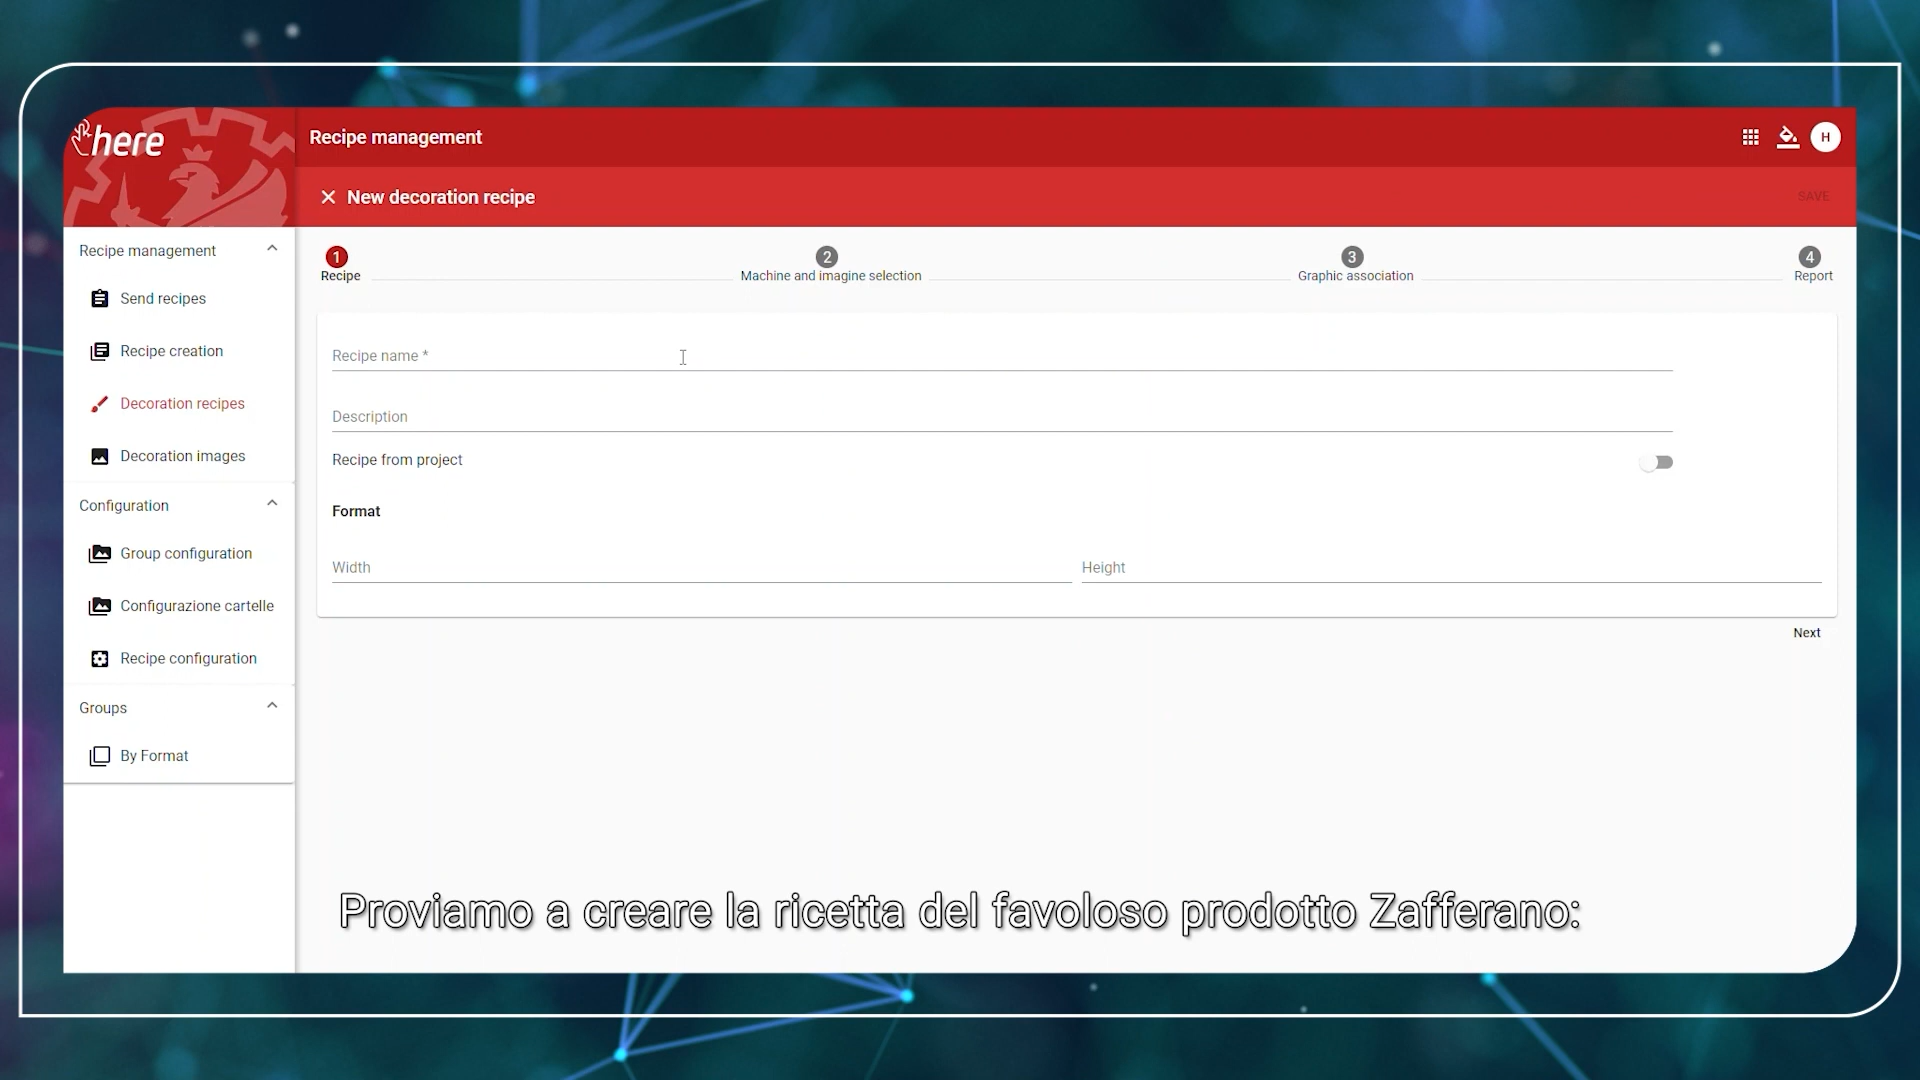 here
Recipe management
H
New decoration recipe
SAVE
Recipe management
Send recipes
Recipe creation
Decoration recipes
Decoration images
Configuration
Group configuration
Configurazione cartelle
Recipe configuration
Groups
By Format
1
Recipe
2
Machine and imagine selection
3
Graphic association
4
Report
Recipe name *
Description
Recipe from project
Format
Width
Height
Next
Proviamo a creare la ricetta del favoloso prodotto Zafferano: